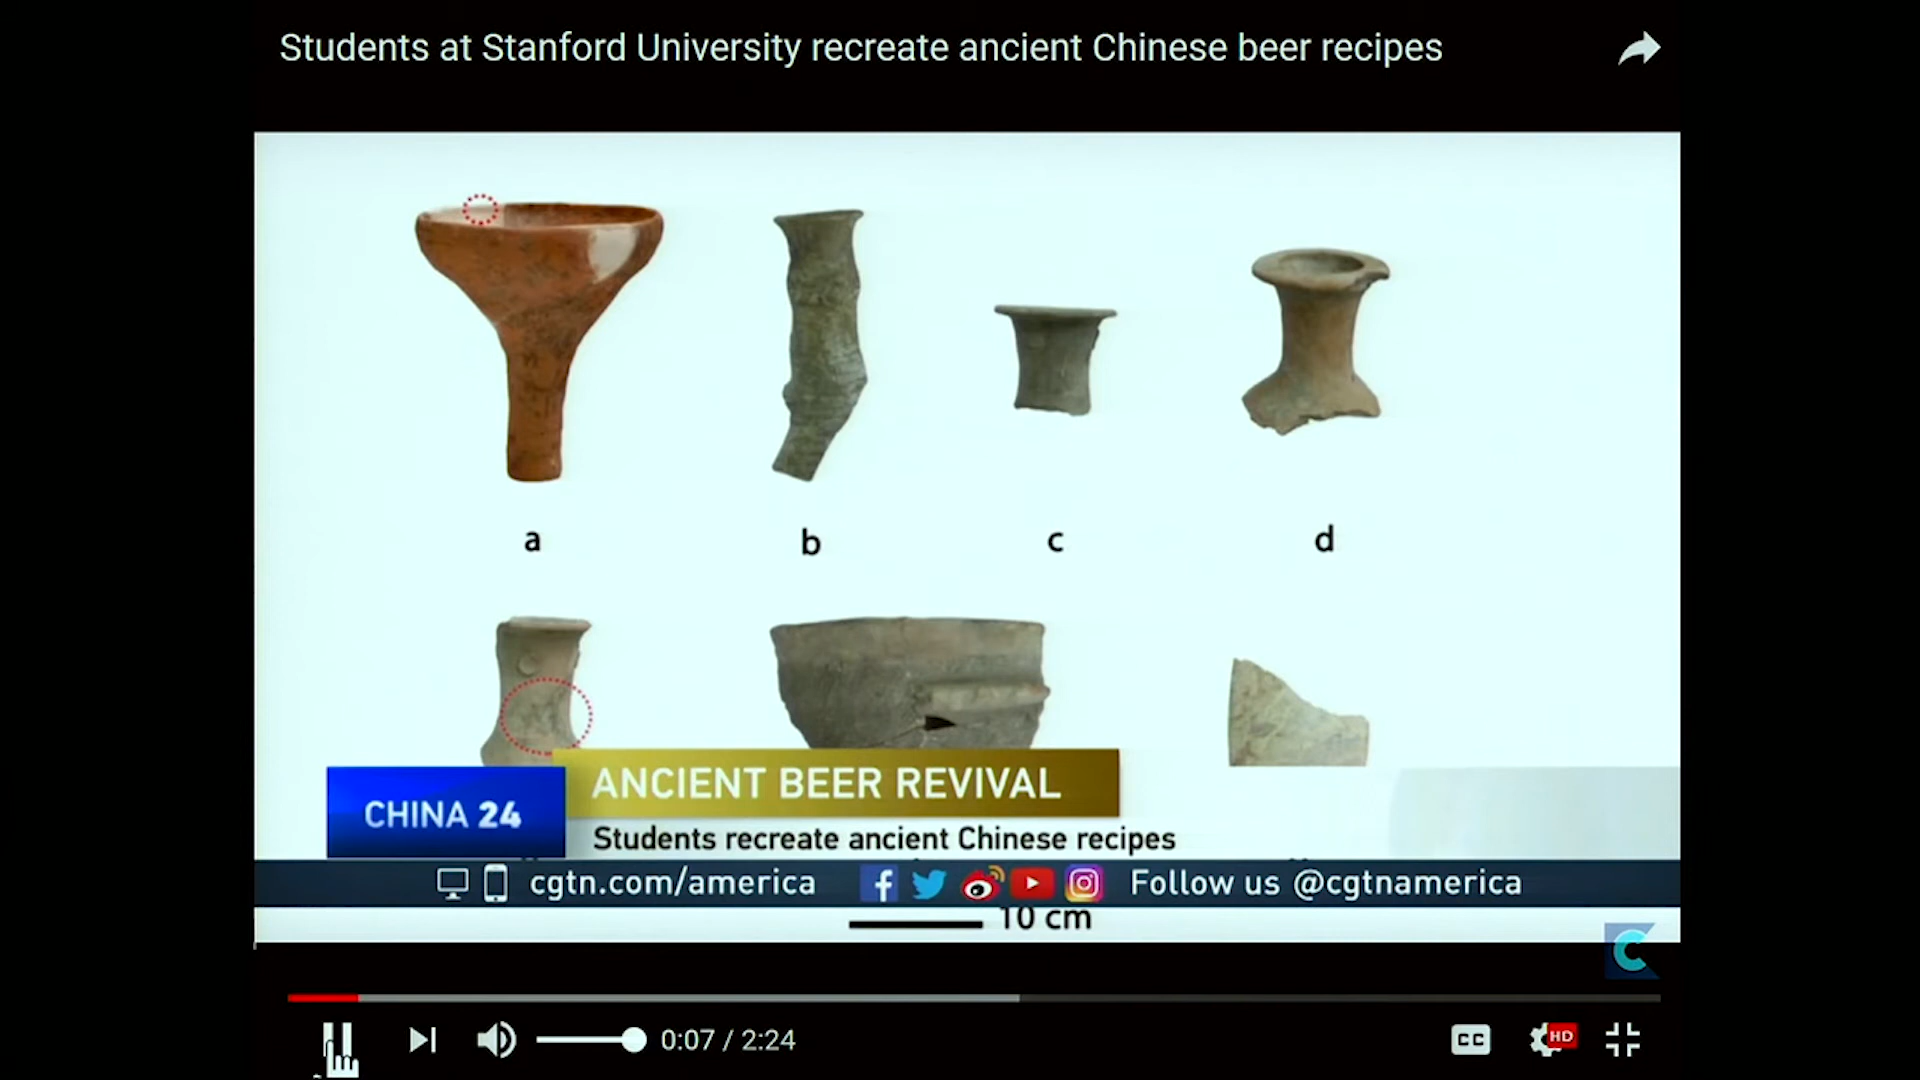 Students at Stanford University recreate ancient Chinese beer recipes
a
b
c
d
ANCIENT BEER REVIVAL
CHINA 24
Students recreate ancient Chinese recipes
cgtn.com/america
Follow us @cgtnamerica
10 cm
0:07 / 2:24
CC
HD